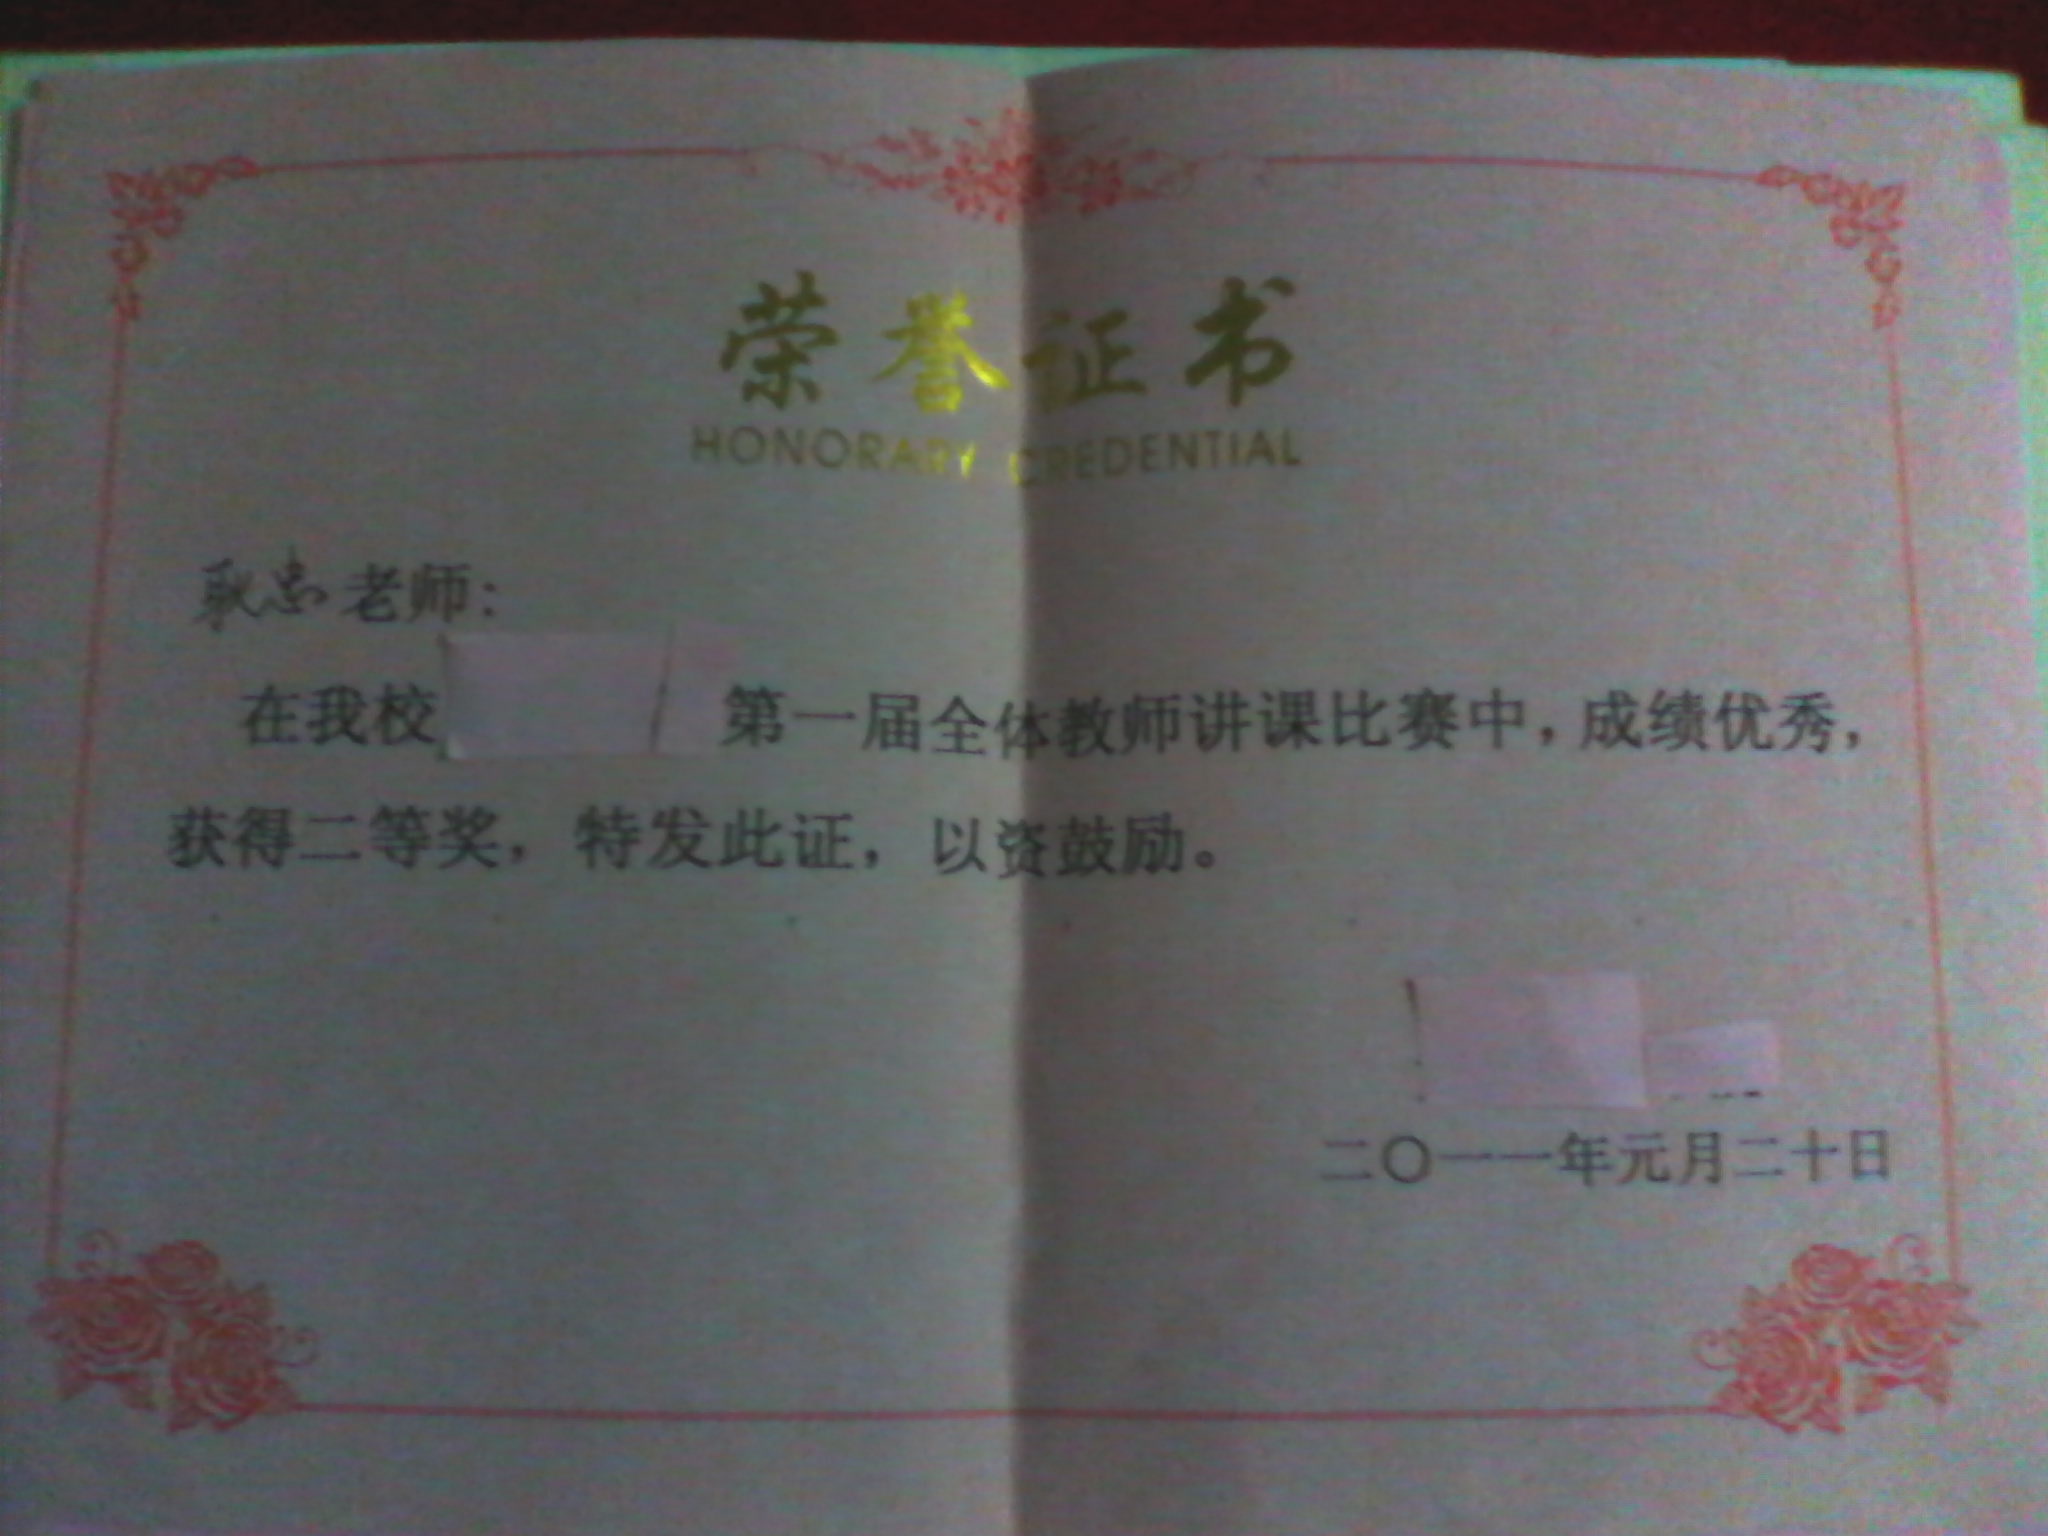 荣誉证书
HONORARY CREDENTIAL
耿忠老师：
在我校第一届全体教师讲课比赛中，成绩优秀，
获得二等奖，特发此证，以资鼓励。
二〇一一年元月二十日